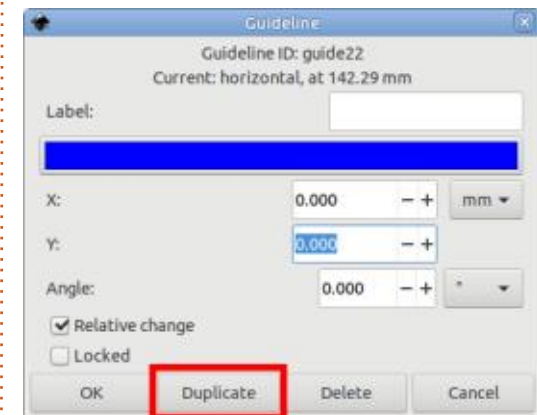 Guideline
Guideline ID: guide22
Current: horizontal, at 142.29 mm
Label:
X: 0.000 − + mm
Y: 0.000 − +
Angle: 0.000 − + °
Relative change
Locked
OK Duplicate Delete Cancel